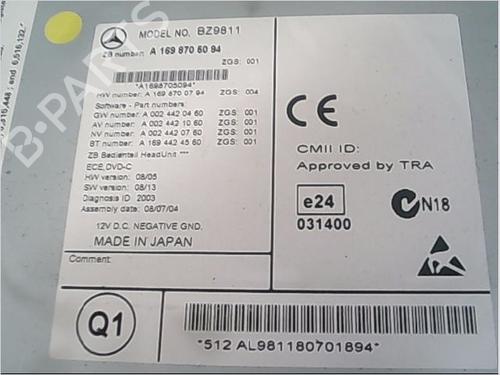 MODEL NO. BZ9811
ZB number: A 169 870 50 94 ZGS: 001
*A1698705094*
HW number: A 169 870 07 94 ZGS: 004
Software - Part numbers:
GW number: A 002 442 04 60 ZGS: 001
AV number: A 002 442 10 60 ZGS: 001
NV number: A 002 442 07 60 ZGS: 001
BT number: A 169 442 45 60 ZGS: 001
ZB Bedienteil HeadUnit ***
ECE, DVD-C
HW version: 08/05
SW version: 08/13
Diagnosis ID: 2003
Assembly date: 08/07/04
12V D.C. NEGATIVE GND.
MADE IN JAPAN
Comment:
CE
CMII ID:
Approved by TRA
e24
031400
N18
Q1
*512 AL981180701894*
B-PARTS